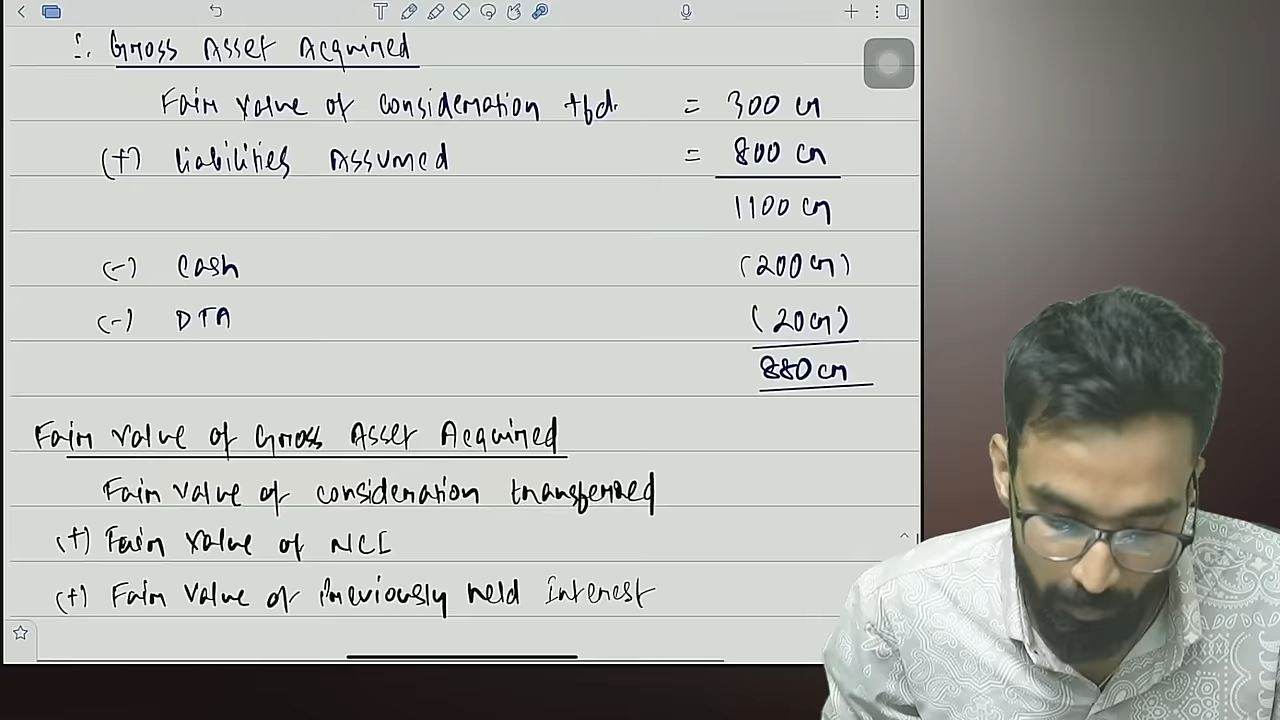 ∴ Gross Asset Acquired
Fair value of consideration tfd. = 300 cr
(+) Liabilities Assumed = 800 cr
1100 cr
(-) Cash (200 cr)
(-) DTA (20 cr)
880 cr
Fair value of Gross Asset Acquired
Fair value of consideration transferred
(+) Fair value of NCI
(+) Fair value of Previously held Interest